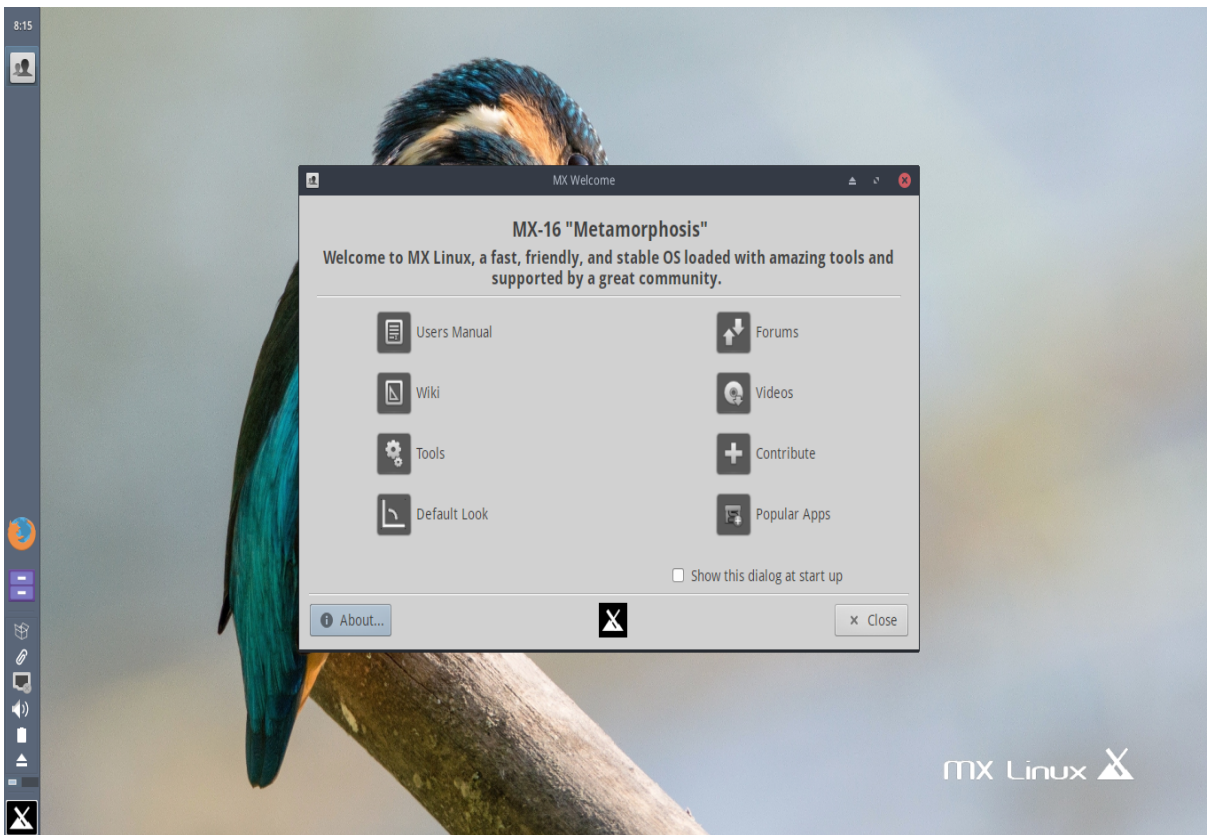 8:15
MX Welcome
MX-16 "Metamorphosis"
Welcome to MX Linux, a fast, friendly, and stable OS loaded with amazing tools and
supported by a great community.
Users Manual
Forums
Wiki
Videos
Tools
Contribute
Default Look
Popular Apps
Show this dialog at start up
About...
Close
MX Linux